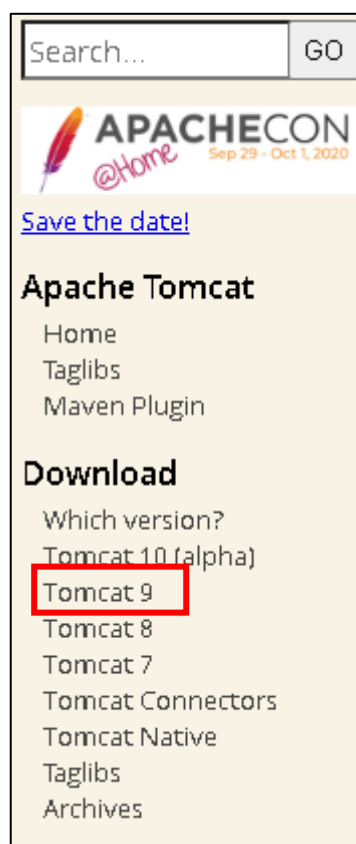 Search... GO
APACHECON
@Home Sep 29 - Oct 1, 2020
Save the date!
Apache Tomcat
Home
Taglibs
Maven Plugin
Download
Which version?
Tomcat 10 (alpha)
Tomcat 9
Tomcat 8
Tomcat 7
Tomcat Connectors
Tomcat Native
Taglibs
Archives